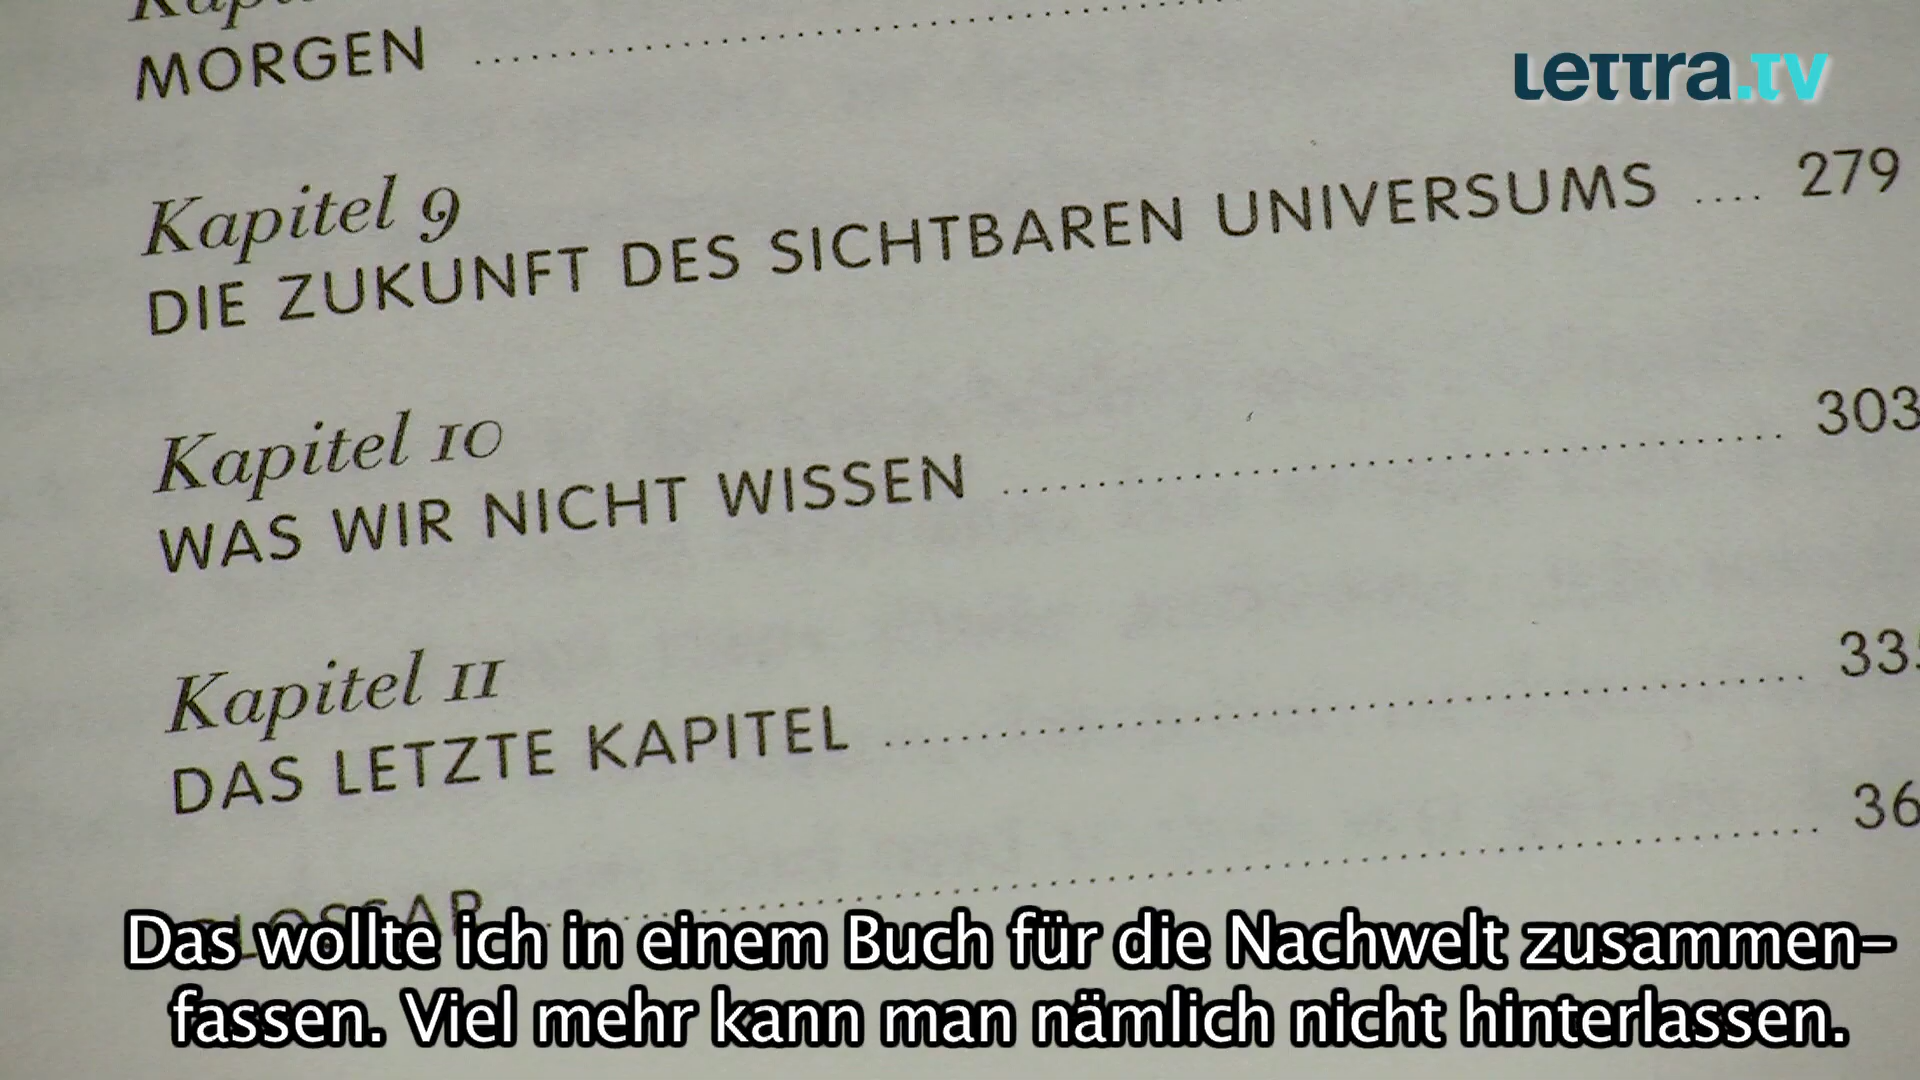 Kapitel
MORGEN ..........
lettra.tv
Kapitel 9
DIE ZUKUNFT DES SICHTBAREN UNIVERSUMS .... 279
Kapitel 10
WAS WIR NICHT WISSEN .......... 303
Kapitel 11
DAS LETZTE KAPITEL ..........
GLOSSAR ..........
Das wollte ich in einem Buch für die Nachwelt zusammen–
fassen. Viel mehr kann man nämlich nicht hinterlassen.